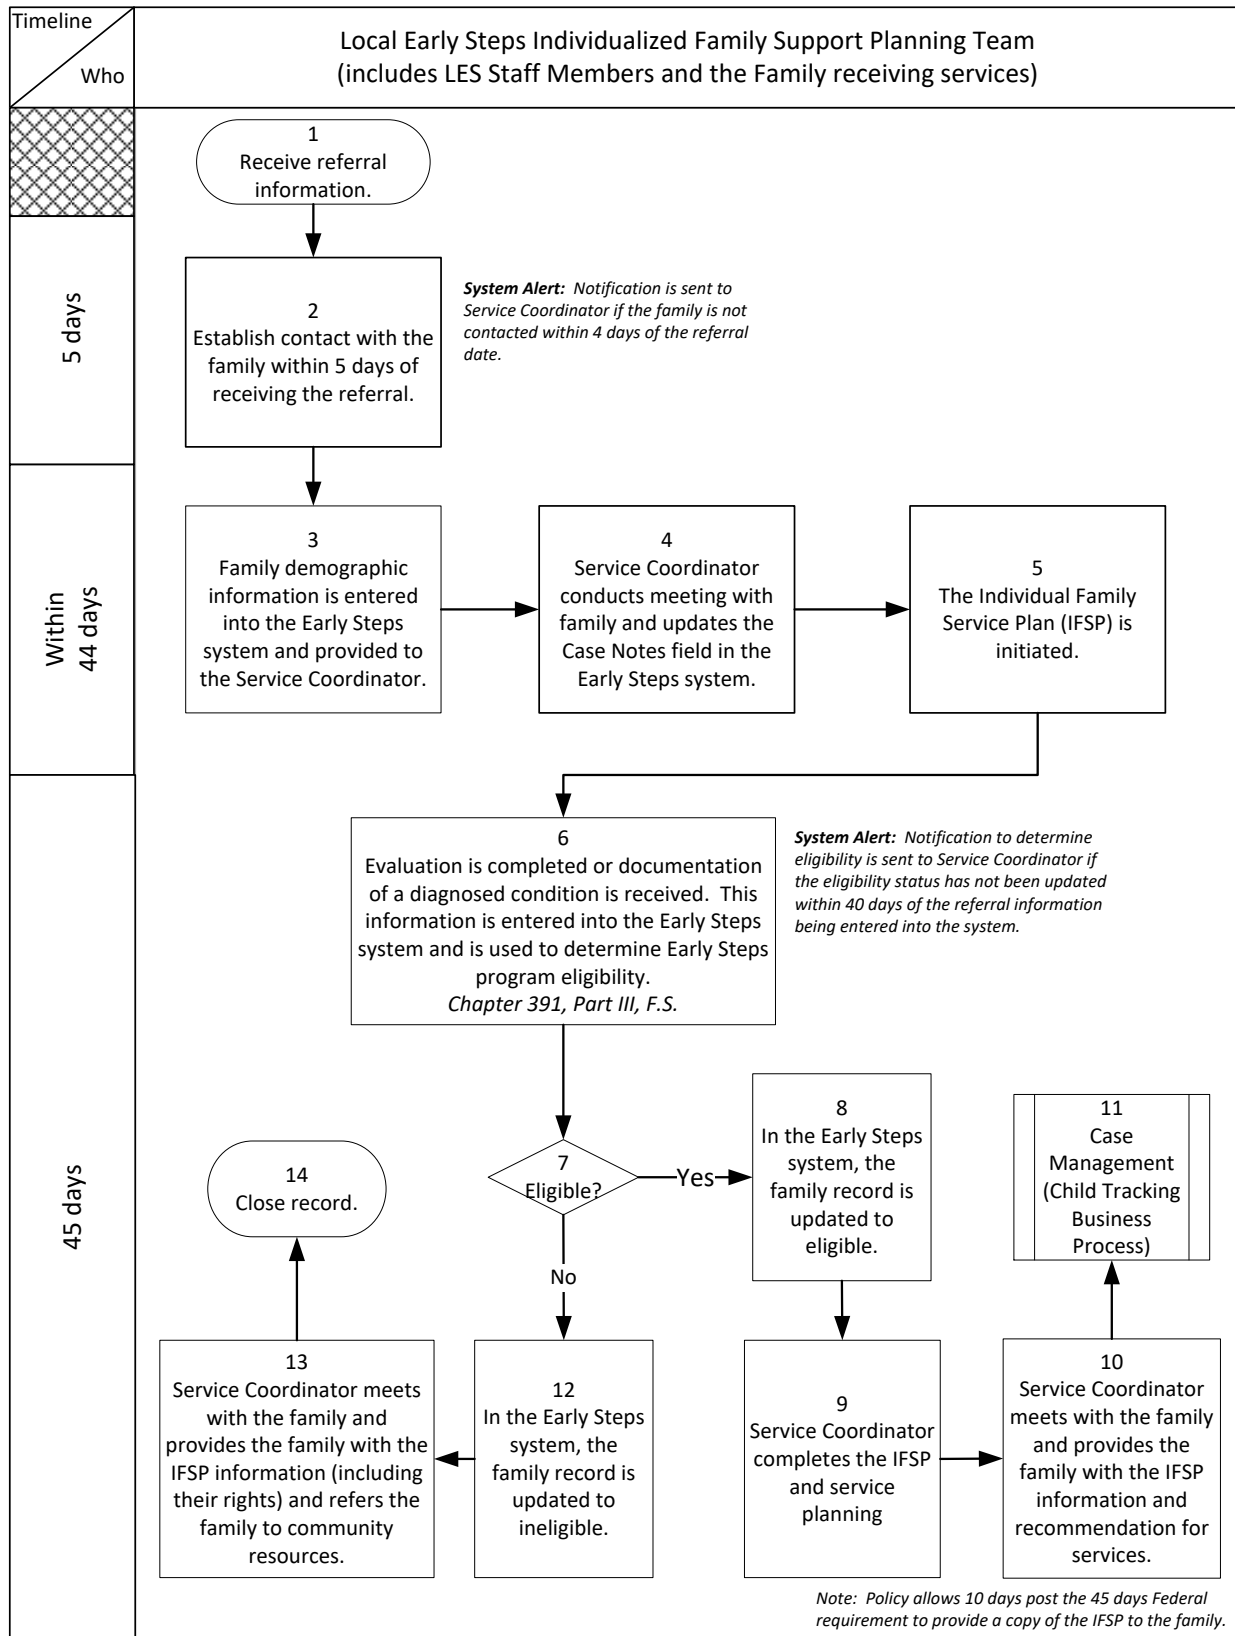 Timeline
Who
Local Early Steps Individualized Family Support Planning Team
(includes LES Staff Members and the Family receiving services)
1
Receive referral
information.
5 days
2
Establish contact with the
family within 5 days of
receiving the referral.
System Alert:  Notification is sent to
Service Coordinator if the family is not
contacted within 4 days of the referral
date.
Within
44 days
3
Family demographic
information is entered
into the Early Steps
system and provided to
the Service Coordinator.
4
Service Coordinator
conducts meeting with
family and updates the
Case Notes field in the
Early Steps system.
5
The Individual Family
Service Plan (IFSP) is
initiated.
45 days
6
Evaluation is completed or documentation
of a diagnosed condition is received.  This
information is entered into the Early Steps
system and is used to determine Early Steps
program eligibility.
Chapter 391, Part III, F.S.
System Alert:  Notification to determine
eligibility is sent to Service Coordinator if
the eligibility status has not been updated
within 40 days of the referral information
being entered into the system.
7
Eligible?
Yes
No
8
In the Early Steps
system, the
family record is
updated to
eligible.
11
Case
Management
(Child Tracking
Business
Process)
14
Close record.
13
Service Coordinator meets
with the family and
provides the family with the
IFSP information (including
their rights) and refers the
family to community
resources.
12
In the Early Steps
system, the
family record is
updated to
ineligible.
9
Service Coordinator
completes the IFSP
and service
planning
10
Service Coordinator
meets with the family
and provides the
family with the IFSP
information and
recommendation for
services.
Note:  Policy allows 10 days post the 45 days Federal
requirement to provide a copy of the IFSP to the family.